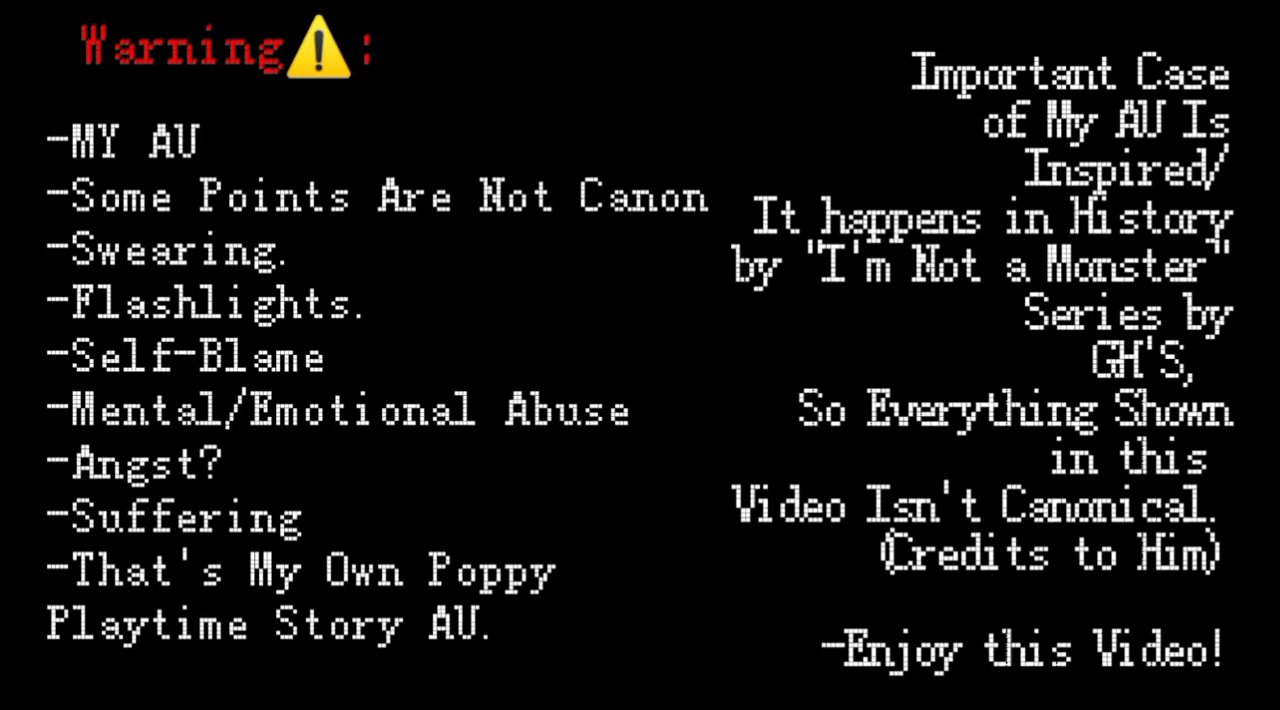 Warning⚠️:
-MY AU
-Some Points Are Not Canon
-Swearing.
-Flashlights.
-Self-Blame
-Mental/Emotional Abuse
-Angst?
-Suffering
-That's My Own Poppy
Playtime Story AU.
Important Case
of My AU Is
Inspired/
It happens in History
by "I'm Not a Monster"
Series by
GH'S,
So Everything Shown
in this
Video Isn't Canonical.
(Credits to Him)
-Enjoy this Video!